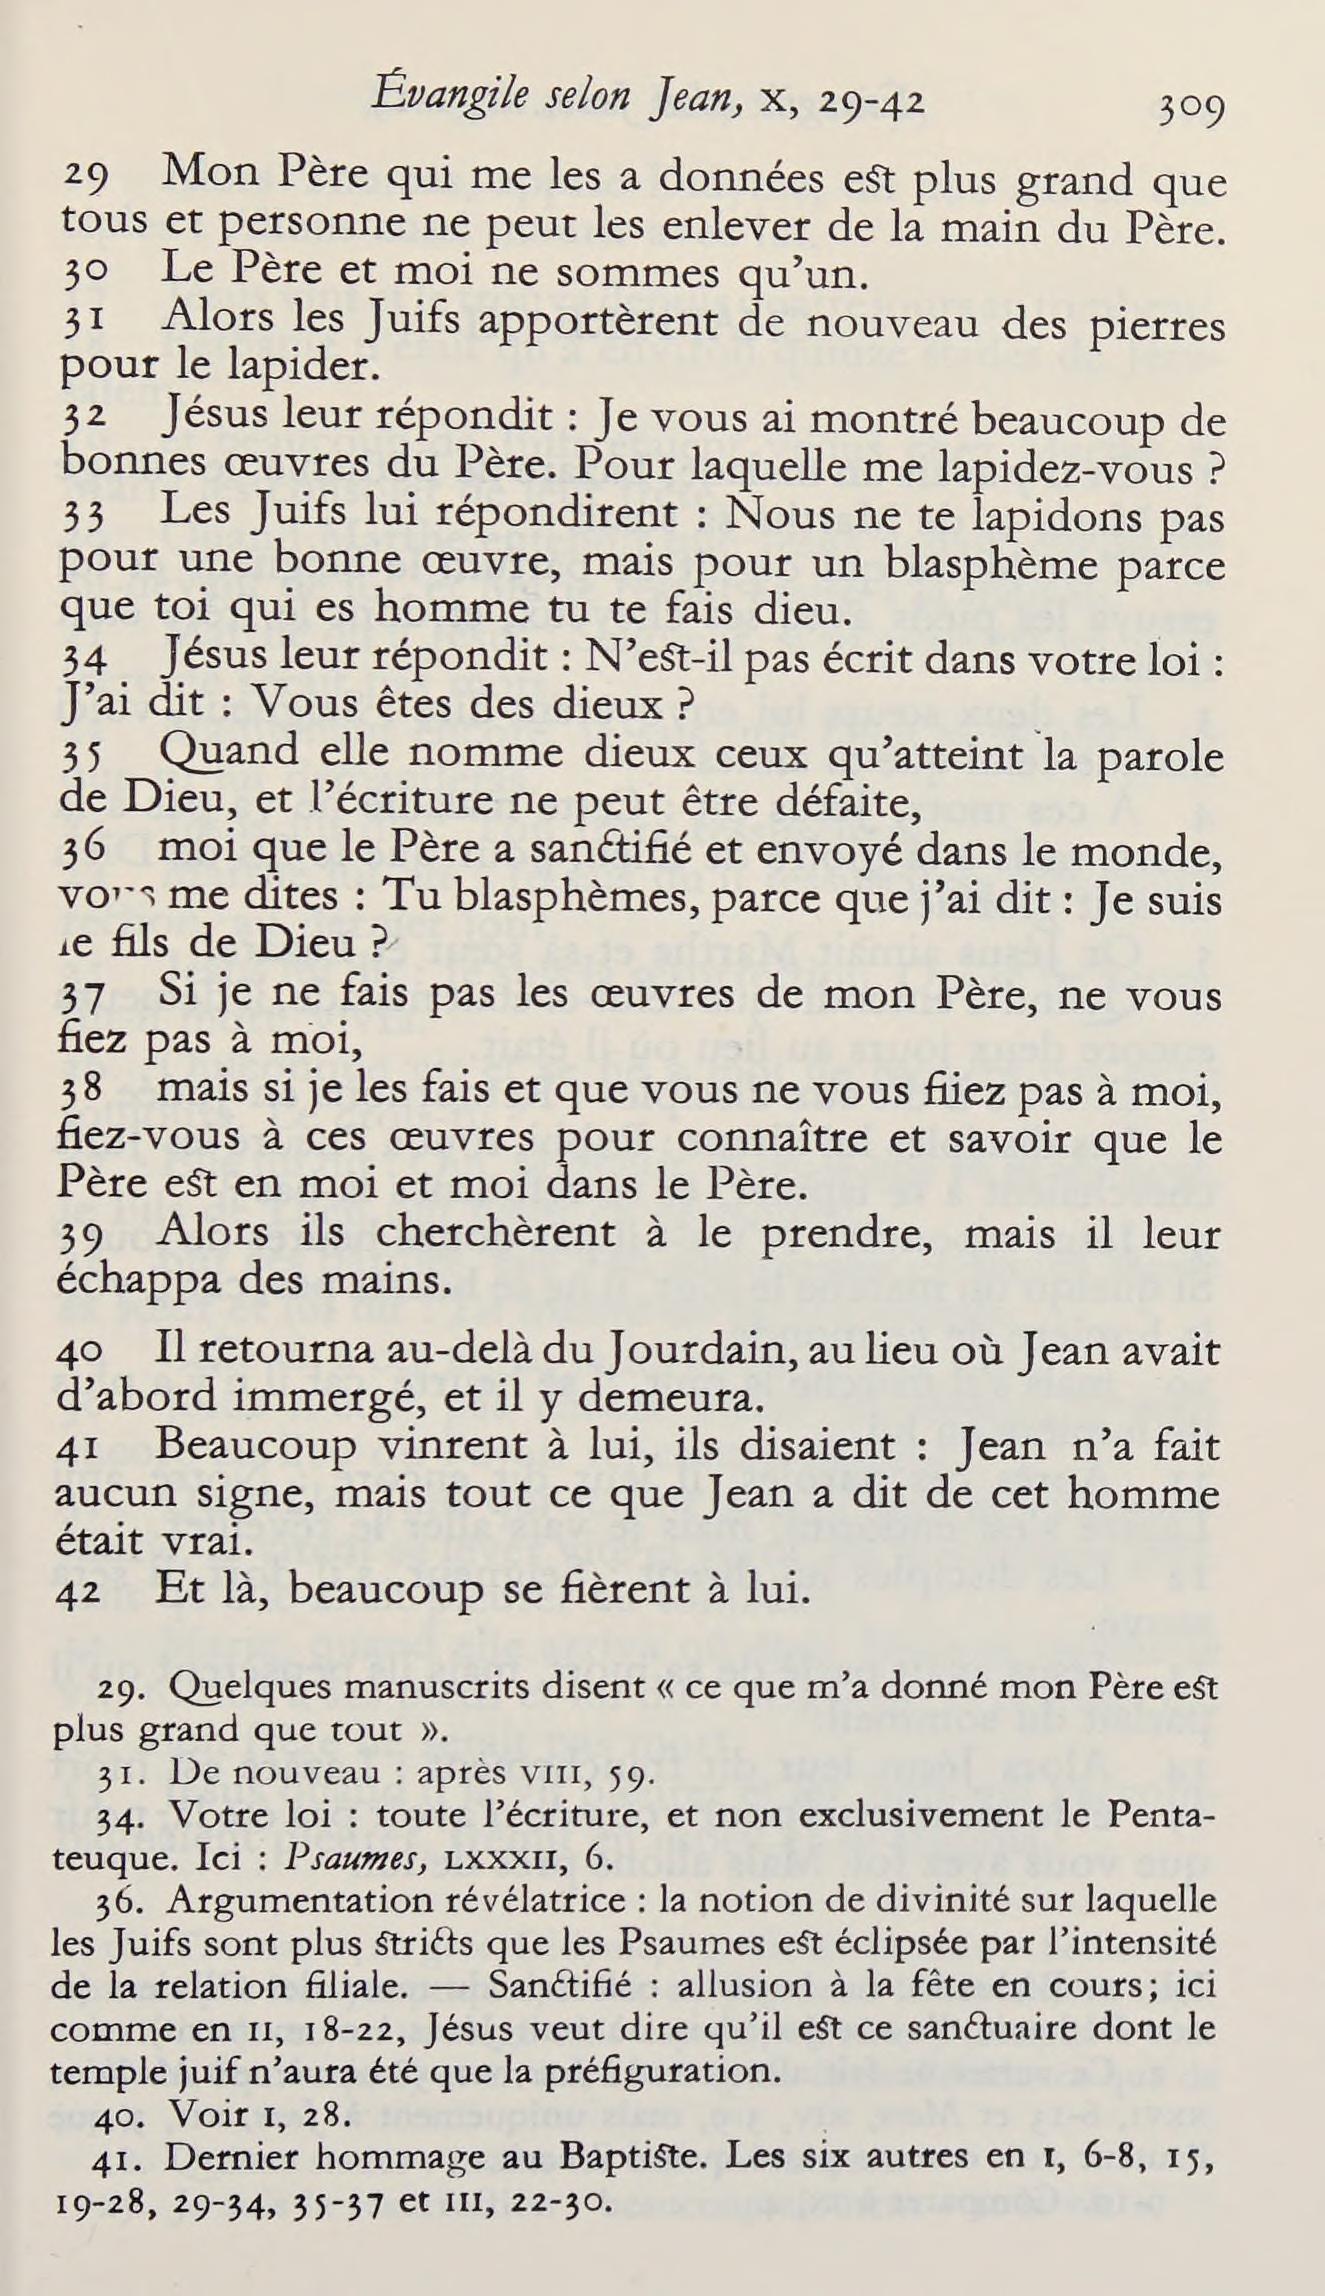 Évangile selon Jean, X, 29-42 309
29 Mon Père qui me les a données est plus grand que
tous et personne ne peut les enlever de la main du Père.
30 Le Père et moi ne sommes qu'un.
31 Alors les Juifs apportèrent de nouveau des pierres
pour le lapider.
32 Jésus leur répondit : Je vous ai montré beaucoup de
bonnes œuvres du Père. Pour laquelle me lapidez-vous ?
33 Les Juifs lui répondirent : Nous ne te lapidons pas
pour une bonne œuvre, mais pour un blasphème parce
que toi qui es homme tu te fais dieu.
34 Jésus leur répondit : N'est-il pas écrit dans votre loi :
J'ai dit : Vous êtes des dieux ?
35 Quand elle nomme dieux ceux qu'atteint la parole
de Dieu, et l'écriture ne peut être défaite,
36 moi que le Père a sanctifié et envoyé dans le monde,
vous me dites : Tu blasphèmes, parce que j'ai dit : Je suis
le fils de Dieu ?
37 Si je ne fais pas les œuvres de mon Père, ne vous
fiez pas à moi,
38 mais si je les fais et que vous ne vous fiiez pas à moi,
fiez-vous à ces œuvres pour connaître et savoir que le
Père est en moi et moi dans le Père.
39 Alors ils cherchèrent à le prendre, mais il leur
échappa des mains.
40 Il retourna au-delà du Jourdain, au lieu où Jean avait
d'abord immergé, et il y demeura.
41 Beaucoup vinrent à lui, ils disaient : Jean n'a fait
aucun signe, mais tout ce que Jean a dit de cet homme
était vrai.
42 Et là, beaucoup se fièrent à lui.
29. Quelques manuscrits disent « ce que m'a donné mon Père est
plus grand que tout ».
31. De nouveau : après VIII, 59.
34. Votre loi : toute l'écriture, et non exclusivement le Penta-
teuque. Ici : Psaumes, LXXXII, 6.
36. Argumentation révélatrice : la notion de divinité sur laquelle
les Juifs sont plus stricts que les Psaumes est éclipsée par l'intensité
de la relation filiale. — Sanctifié : allusion à la fête en cours; ici
comme en II, 18-22, Jésus veut dire qu'il est ce sanctuaire dont le
temple juif n'aura été que la préfiguration.
40. Voir I, 28.
41. Dernier hommage au Baptiste. Les six autres en I, 6-8, 15,
19-28, 29-34, 35-37 et III, 22-30.